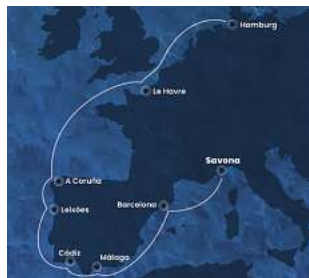 Hamburg
Le Havre
Savona
A Coruña
Barcelona
Leixões
Cádiz
Málaga